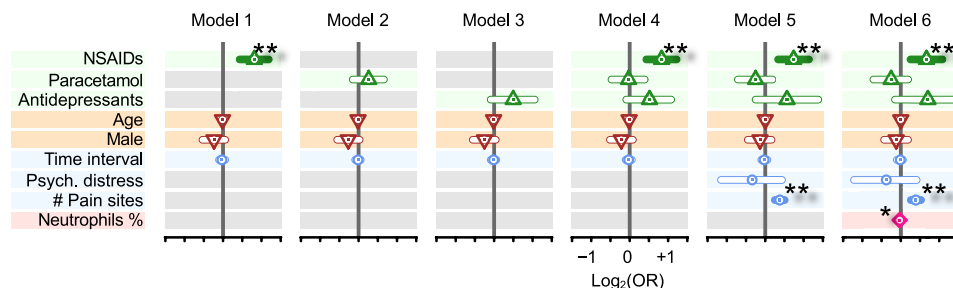 Model 1 Model 2 Model 3 Model 4 Model 5 Model 6
NSAIDs ** ** ** **
Paracetamol
Antidepressants
Age
Male
Time interval
Psych. distress
# Pain sites ** **
Neutrophils % *
−1 0 +1
Log₂(OR)